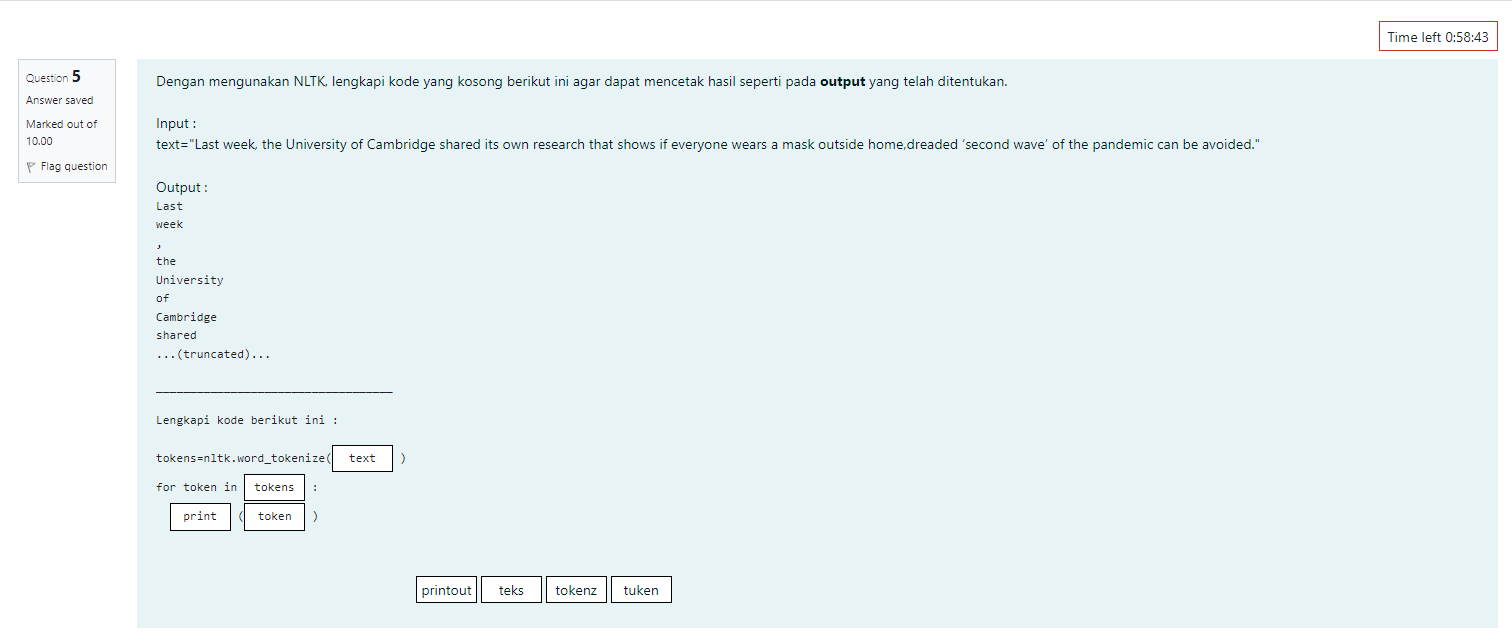 Time left 0:58:43
Question 5
Answer saved
Marked out of
10.00
Flag question
Dengan mengunakan NLTK, lengkapi kode yang kosong berikut ini agar dapat mencetak hasil seperti pada output yang telah ditentukan.
Input :
text="Last week, the University of Cambridge shared its own research that shows if everyone wears a mask outside home,dreaded ‘second wave’ of the pandemic can be avoided."
Output :
Last
week
,
the
University
of
Cambridge
shared
...(truncated)...
___________________________________
Lengkapi kode berikut ini :
tokens=nltk.word_tokenize( text )
for token in tokens :
print ( token )
printout teks tokenz tuken